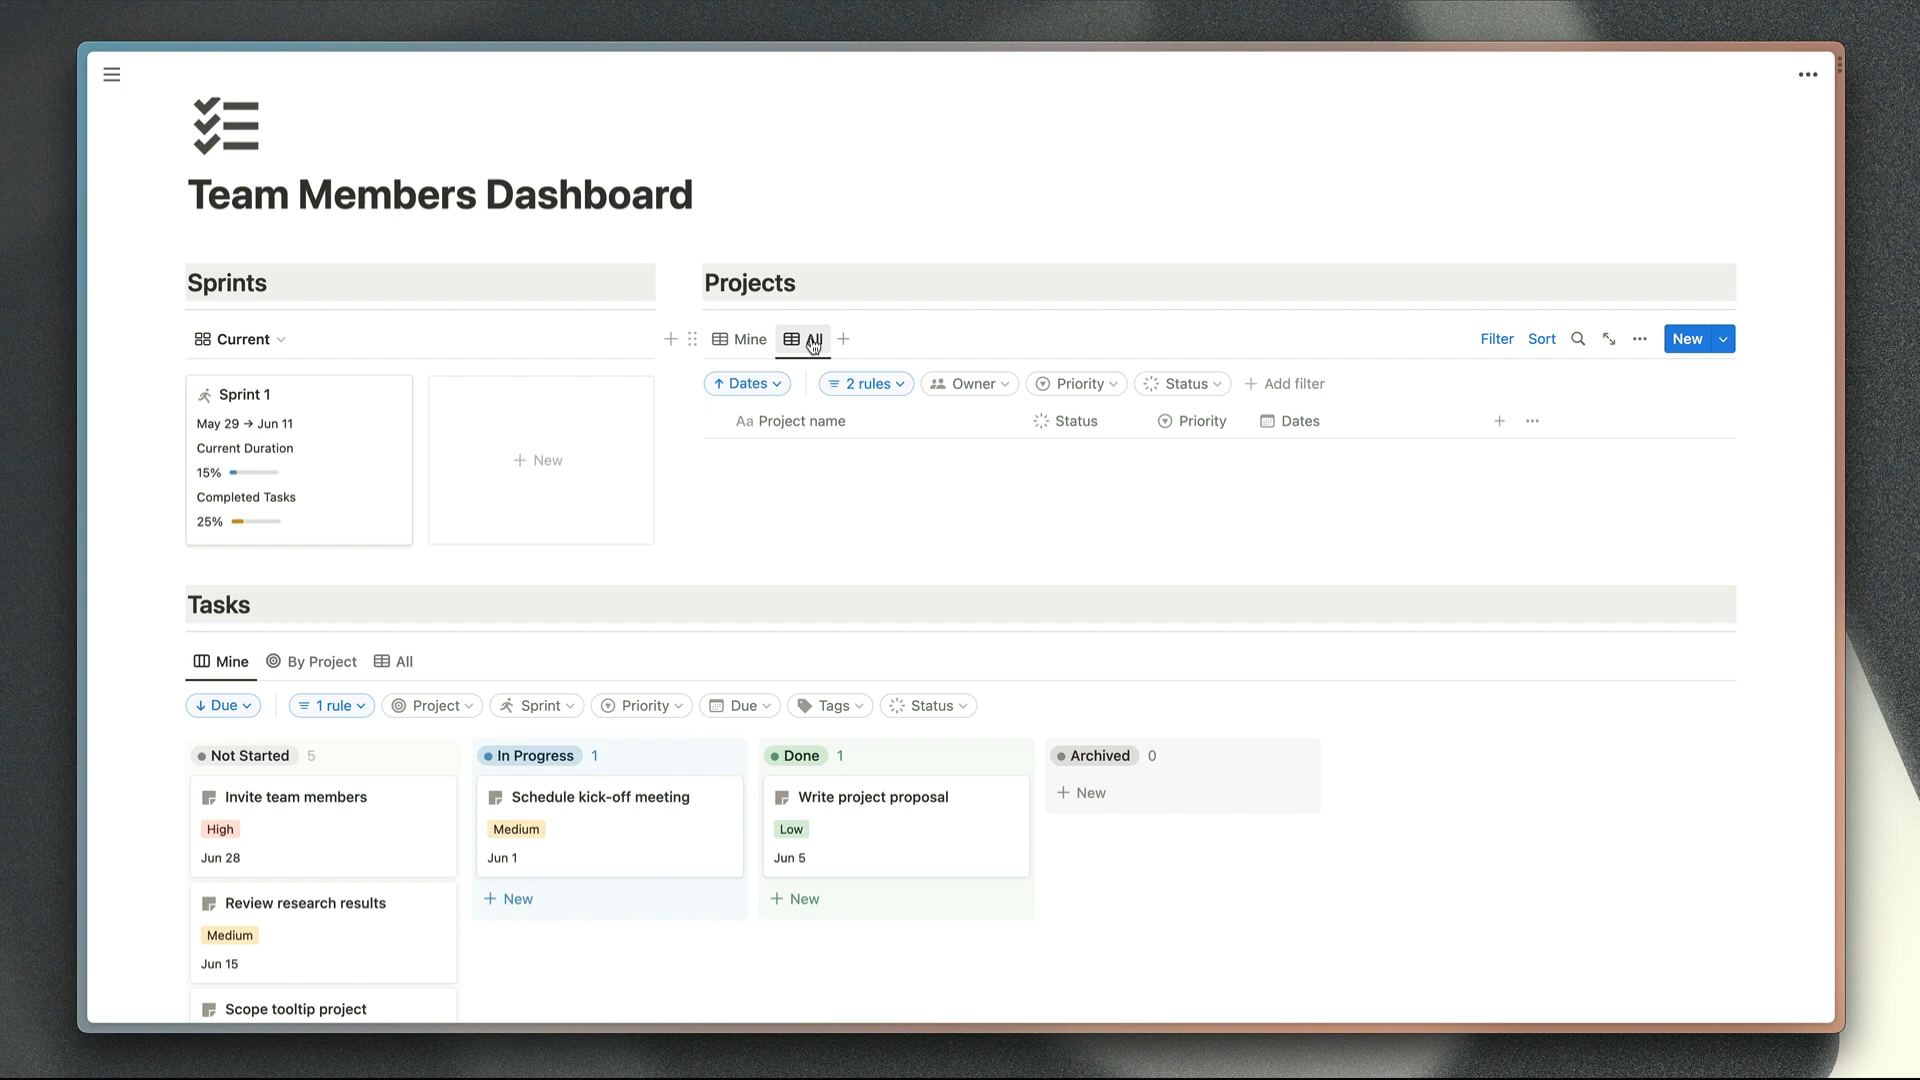 Team Members Dashboard
Sprints
Current
Sprint 1
May 29 → Jun 11
Current Duration
15%
Completed Tasks
25%
+ New
Projects
Mine All +
Filter Sort New
↑ Dates 2 rules Owner Priority Status + Add filter
Aa Project name Status Priority Dates
Tasks
Mine By Project All
↓ Due 1 rule Project Sprint Priority Due Tags Status
Not Started 5
Invite team members
High
Jun 28
Review research results
Medium
Jun 15
Scope tooltip project
In Progress 1
Schedule kick-off meeting
Medium
Jun 1
+ New
Done 1
Write project proposal
Low
Jun 5
+ New
Archived 0
+ New